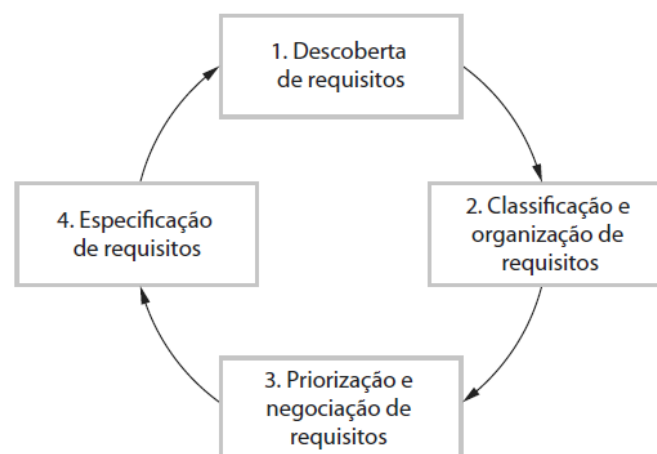 1. Descoberta
de requisitos
2. Classificação e
organização de
requisitos
3. Priorização e
negociação de
requisitos
4. Especificação
de requisitos